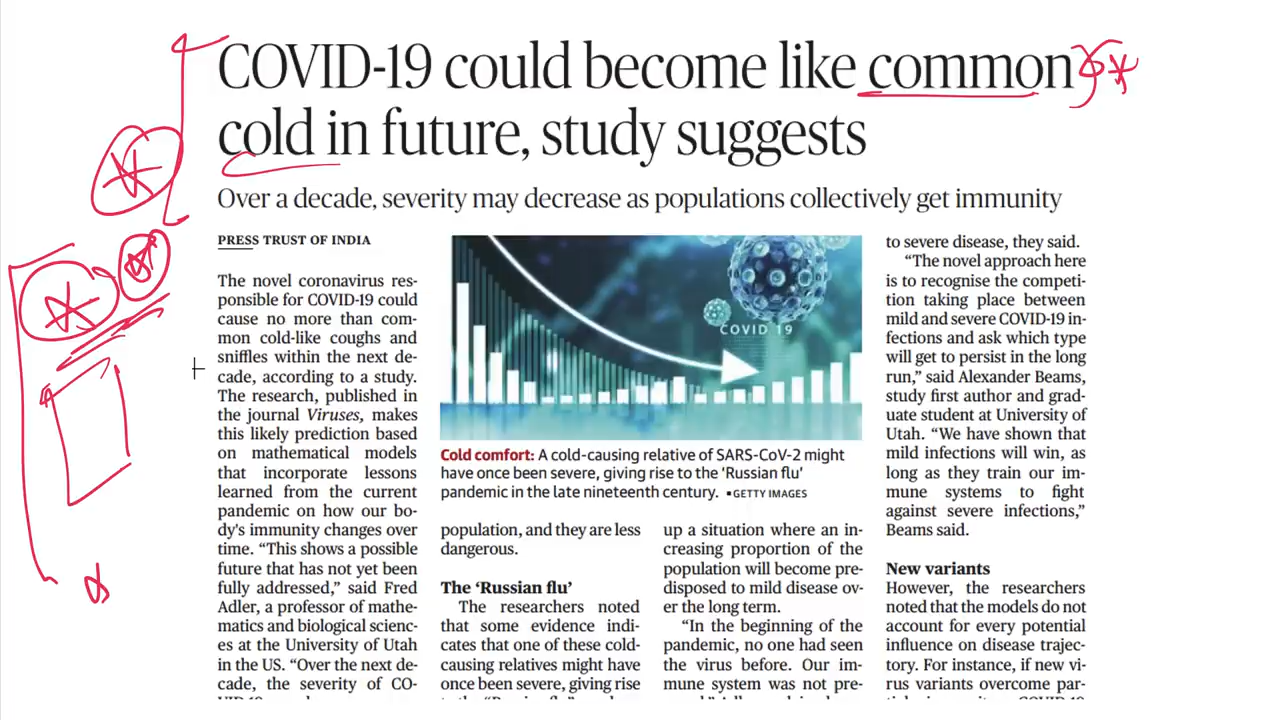 COVID-19 could become like common
cold in future, study suggests
Over a decade, severity may decrease as populations collectively get immunity
PRESS TRUST OF INDIA
The novel coronavirus res-
ponsible for COVID-19 could
cause no more than com-
mon cold-like coughs and
sniffles within the next de-
cade, according to a study.
The research, published in
the journal Viruses, makes
this likely prediction based
on mathematical models
that incorporate lessons
learned from the current
pandemic on how our bo-
dy's immunity changes over
time. “This shows a possible
future that has not yet been
fully addressed,” said Fred
Adler, a professor of mathe-
matics and biological scienc-
es at the University of Utah
in the US. “Over the next de-
cade, the severity of CO-
COVID 19
Cold comfort: A cold-causing relative of SARS-CoV-2 might
have once been severe, giving rise to the ‘Russian flu’
pandemic in the late nineteenth century. ▪GETTY IMAGES
population, and they are less
dangerous.
The ‘Russian flu’
The researchers noted
that some evidence indi-
cates that one of these cold-
causing relatives might have
once been severe, giving rise
up a situation where an in-
creasing proportion of the
population will become pre-
disposed to mild disease ov-
er the long term.
“In the beginning of the
pandemic, no one had seen
the virus before. Our im-
mune system was not pre-
to severe disease, they said.
“The novel approach here
is to recognise the competi-
tion taking place between
mild and severe COVID-19 in-
fections and ask which type
will get to persist in the long
run,” said Alexander Beams,
study first author and grad-
uate student at University of
Utah. “We have shown that
mild infections will win, as
long as they train our im-
mune systems to fight
against severe infections,”
Beams said.
New variants
However, the researchers
noted that the models do not
account for every potential
influence on disease trajec-
tory. For instance, if new vi-
rus variants overcome par-